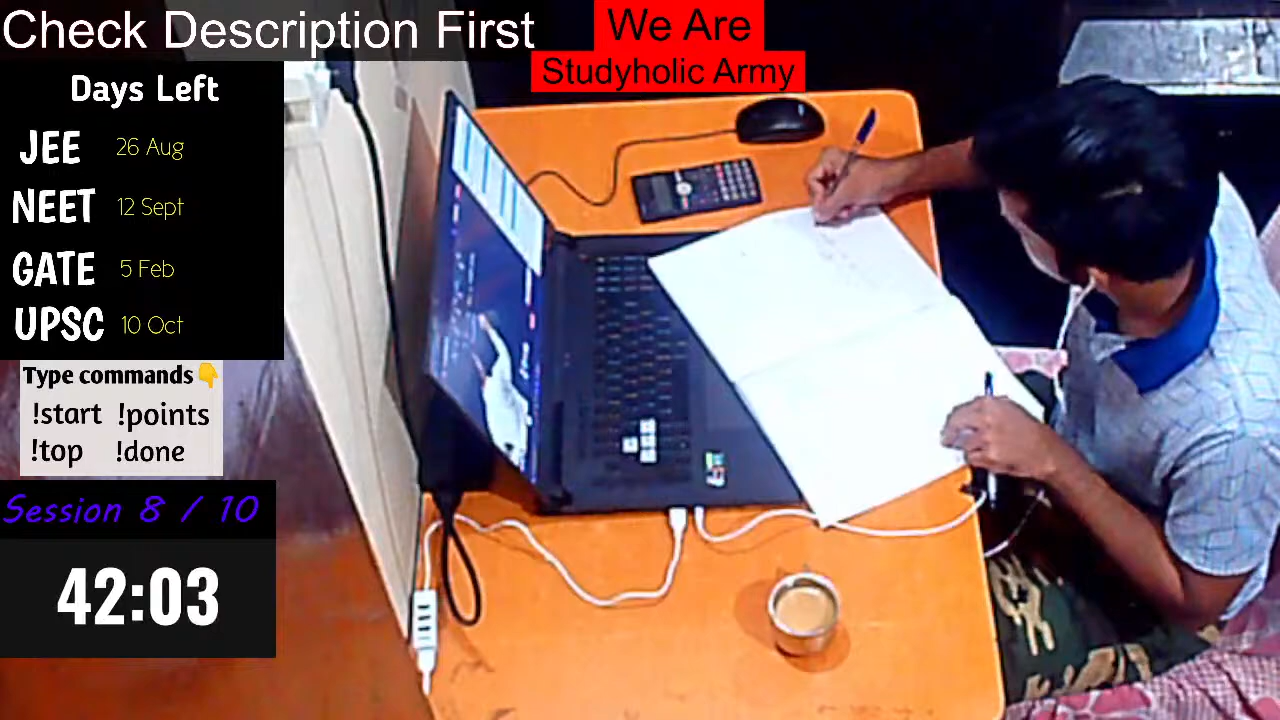 Check Description First
We Are
Studyholic Army
Days Left
JEE 26 Aug
NEET 12 Sept
GATE 5 Feb
UPSC 10 Oct
Type commands👇
!start !points
!top !done
Session 8 / 10
42:03